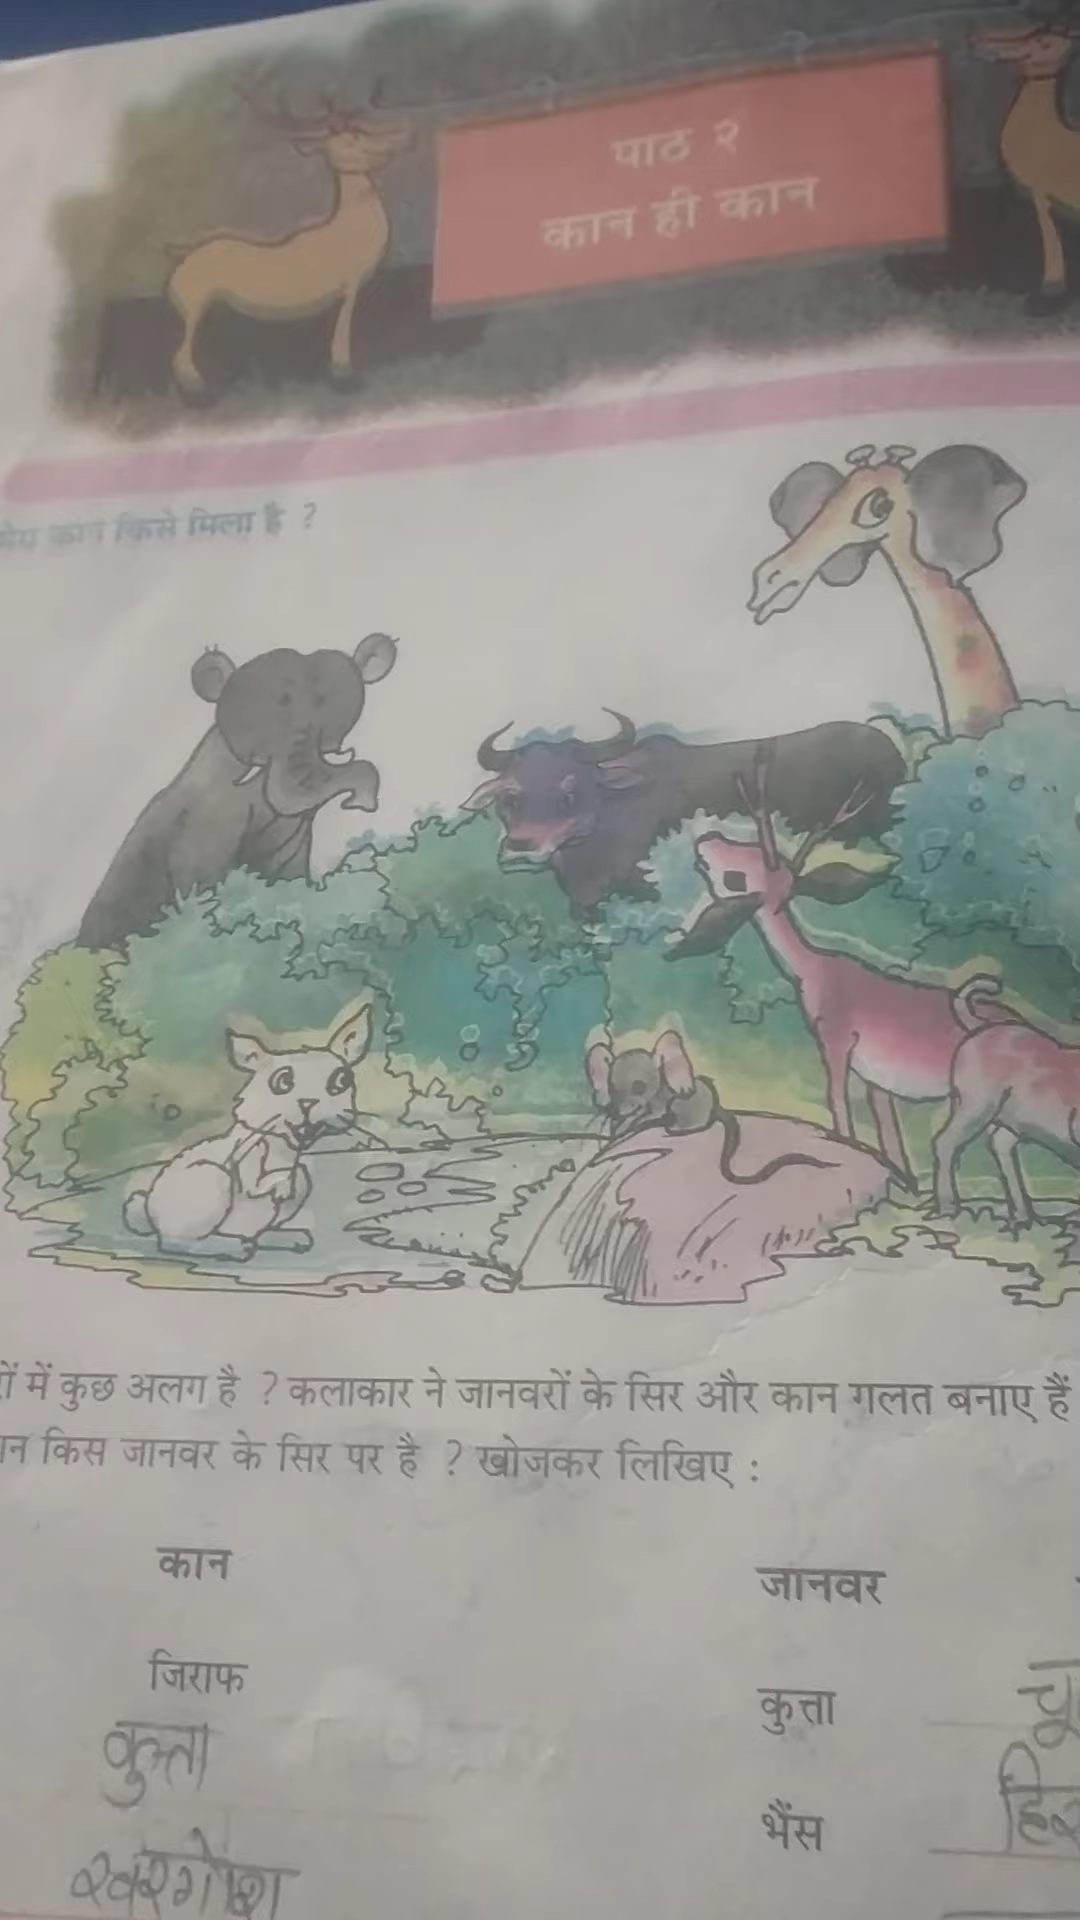 पाठ २
कान ही कान
कान किसे मिला है ?
में कुछ अलग है ? कलाकार ने जानवरों के सिर और कान गलत बनाए हैं
किस जानवर के सिर पर है ? खोजकर लिखिए :
कान जानवर
जिराफ कुत्ता
कुत्ता
भैंस
खरगोश